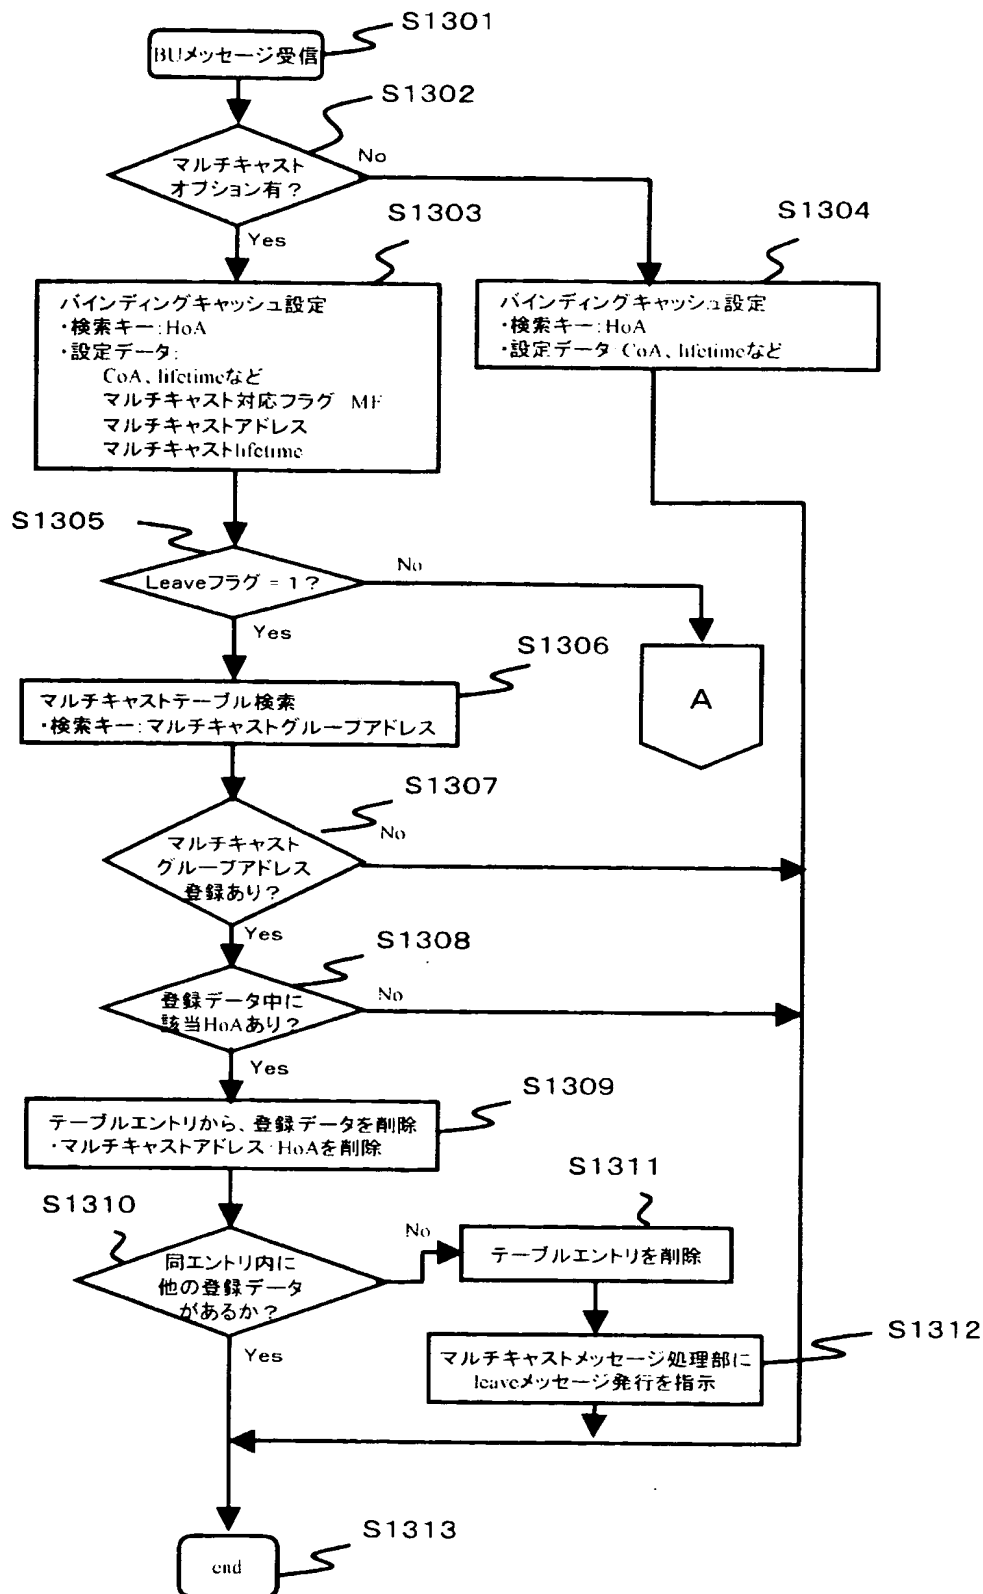 S1301
BUメッセージ受信
S1302
マルチキャスト
オプション有？
No
Yes
S1303
バインディングキャッシュ設定
・検索キー：HoA
・設定データ：
CoA、lifetimeなど
マルチキャスト対応フラグ MF
マルチキャストアドレス
マルチキャストlifetime
S1304
バインディングキャッシュ設定
・検索キー：HoA
・設定データ CoA、lifetimeなど
S1305
Leaveフラグ = 1？
No
Yes
A
S1306
マルチキャストテーブル検索
・検索キー：マルチキャストグループアドレス
S1307
マルチキャスト
グループアドレス
登録あり？
No
Yes
S1308
登録データ中に
該当HoAあり？
No
Yes
S1309
テーブルエントリから、登録データを削除
・マルチキャストアドレス・HoAを削除
S1310
同エントリ内に
他の登録データ
があるか？
No
Yes
S1311
テーブルエントリを削除
S1312
マルチキャストメッセージ処理部に
leaveメッセージ発行を指示
S1313
end